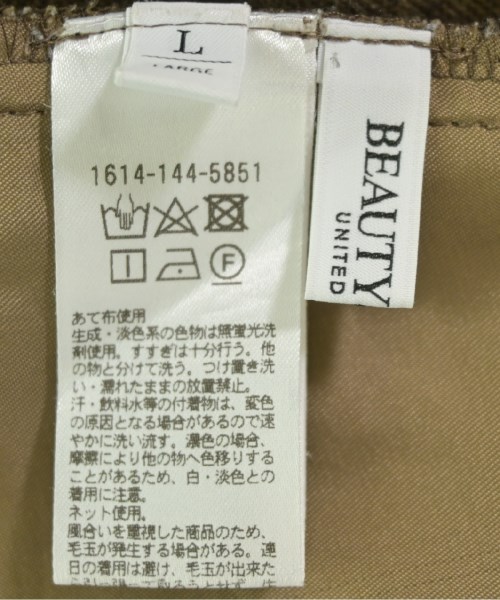 L
LARGE
BEAUTY
UNITED
1614-144-5851
F
あて布使用
生成・淡色系の色物は無蛍光洗
剤使用。すすぎは十分行う。他
の物と分けて洗う。つけ置き洗
い・濡れたままの放置禁止。
汗・飲料水等の付着物は、変色
の原因となる場合があるので速
やかに洗い流す。濃色の場合、
摩擦により他の物へ色移りする
ことがあるため、白・淡色との
着用に注意。
ネット使用。
風合いを重視した商品のため、
毛玉が発生する場合がある。連
日の着用は避け、毛玉が出来た